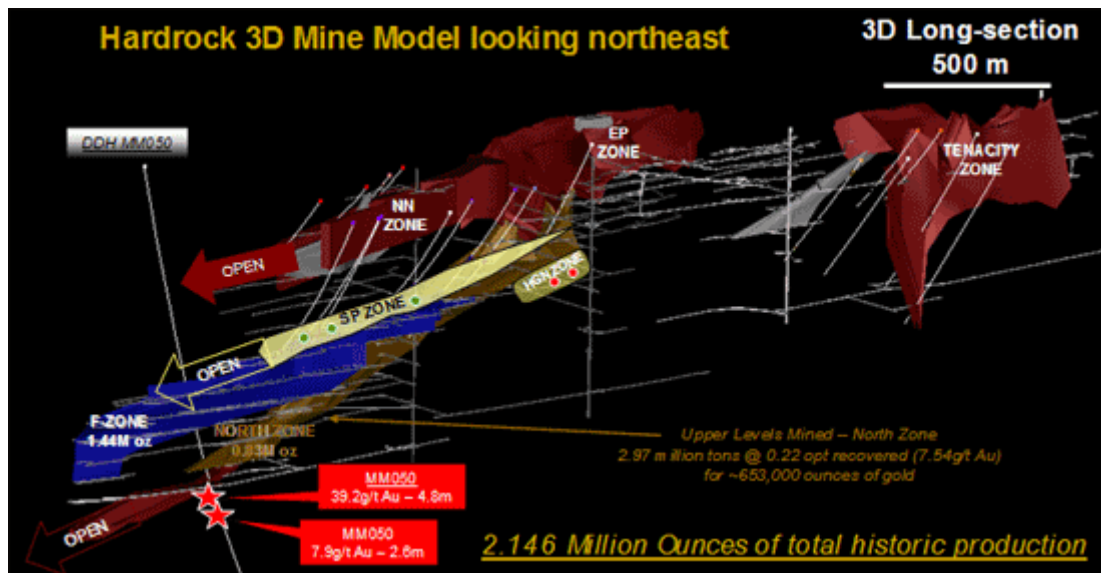 Hardrock 3D Mine Model looking northeast
3D Long-section
500 m
DDH MM050
EP
ZONE
TENACITY
ZONE
NN
ZONE
OPEN
HGN ZONE
SP ZONE
OPEN
F-ZONE
1.44M oz
NORTH ZONE
0.83M oz
Upper Levels Mined – North Zone
2.97 million tons @ 0.22 opt recovered (7.54g/t Au)
for ~653,000 ounces of gold
MM050
39.2g/t Au – 4.8m
OPEN
MM050
7.9g/t Au – 2.6m
2.146 Million Ounces of total historic production